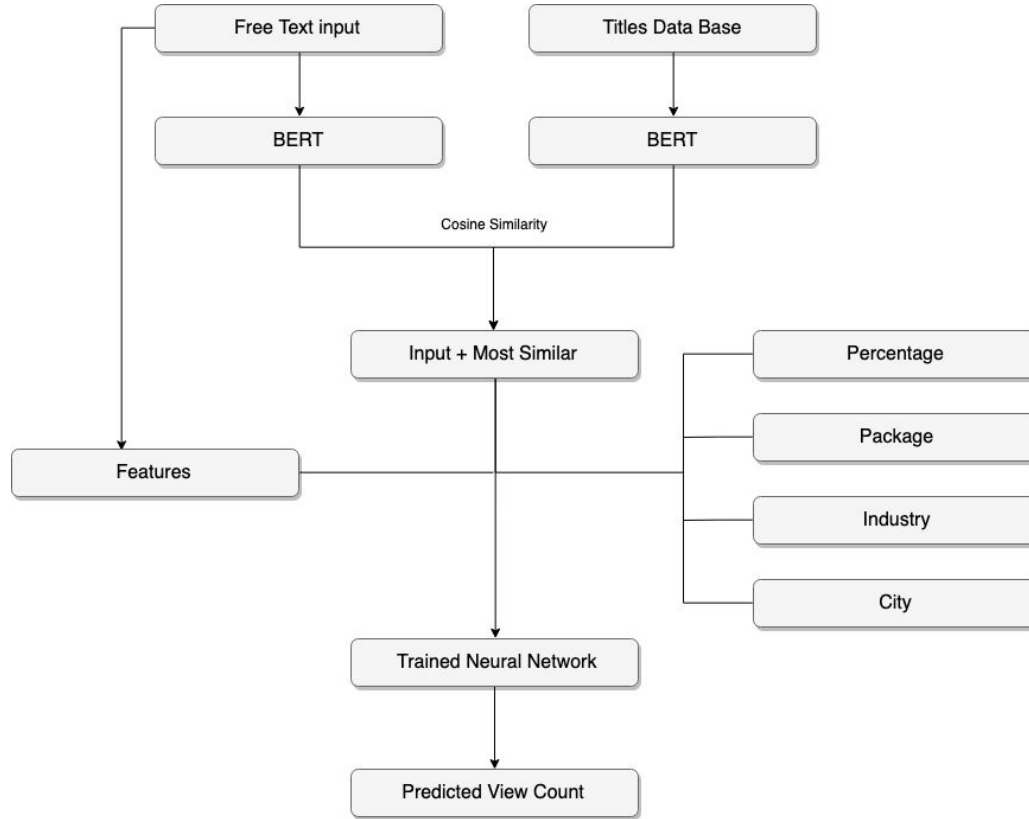 Free Text input
Titles Data Base
BERT
BERT
Cosine Similarity
Input + Most Similar
Percentage
Package
Features
Industry
City
Trained Neural Network
Predicted View Count